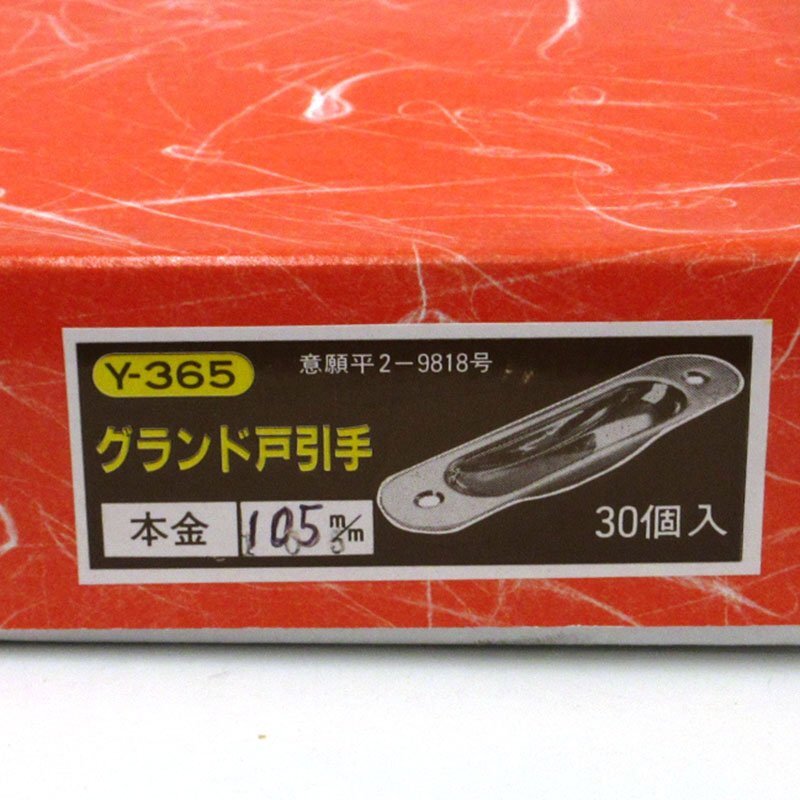 Y-365
意願平2-9818号
グランド戸引手
本金 105 m/m
30個入